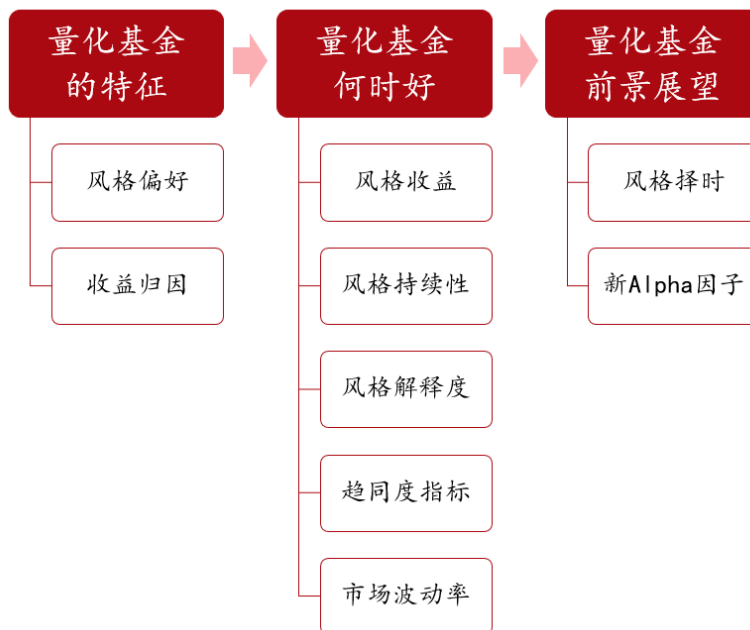 量化基金
的特征
风格偏好
收益归因
量化基金
何时好
风格收益
风格持续性
风格解释度
趋同度指标
市场波动率
量化基金
前景展望
风格择时
新Alpha因子